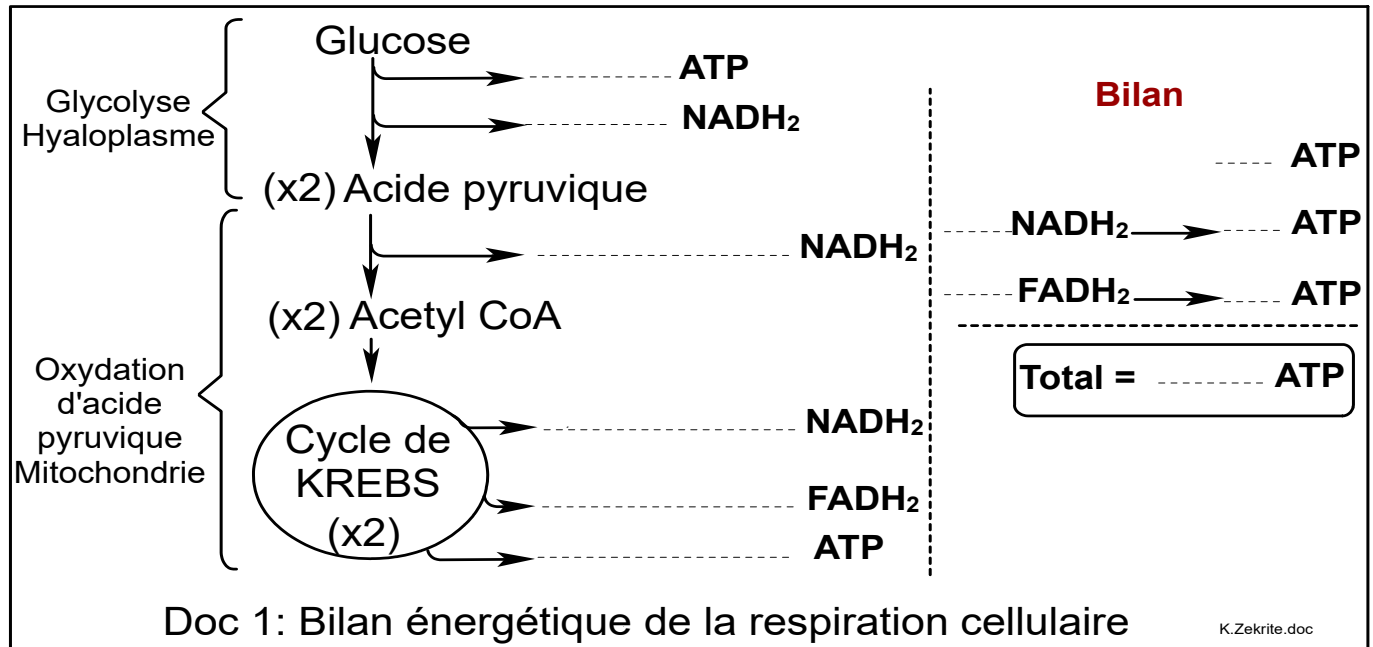 Glucose
ATP
NADH₂
Glycolyse
Hyaloplasme
(x2) Acide pyruvique
NADH₂
(x2) Acetyl CoA
Oxydation
d'acide
pyruvique
Mitochondrie
Cycle de
KREBS
(x2)
NADH₂
FADH₂
ATP
Bilan
ATP
NADH₂ ATP
FADH₂ ATP
Total = ATP
Doc 1: Bilan énergétique de la respiration cellulaire
K.Zekrite.doc